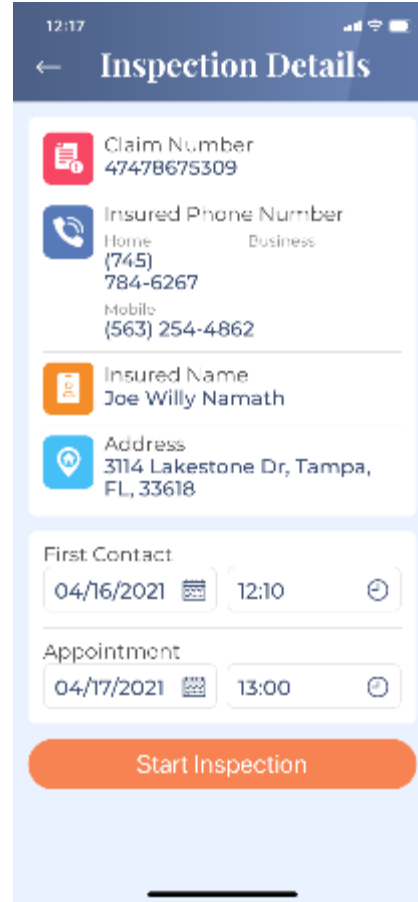 12:17
← Inspection Details
Claim Number
47478675309
Insured Phone Number
Home Business
(745)
784-6267
Mobile
(563) 254-4862
Insured Name
Joe Willy Namath
Address
3114 Lakestone Dr, Tampa,
FL, 33618
First Contact
04/16/2021 12:10
Appointment
04/17/2021 13:00
Start Inspection